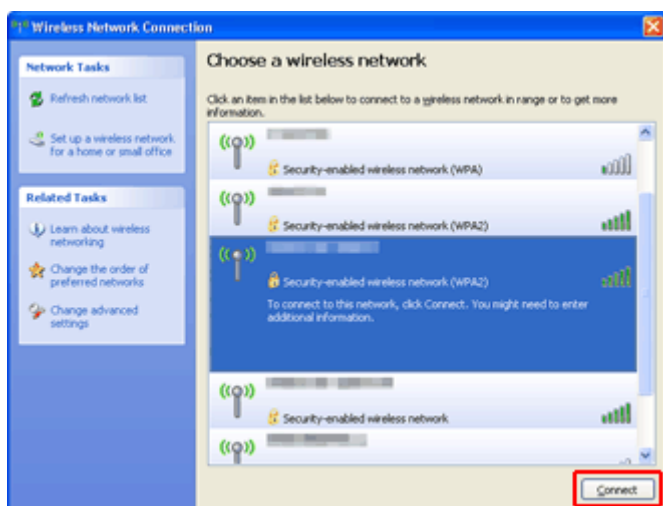 Wireless Network Connection
Network Tasks
Refresh network list
Set up a wireless network
for a home or small office
Related Tasks
Learn about wireless
networking
Change the order of
preferred networks
Change advanced
settings
Choose a wireless network
Click an item in the list below to connect to a wireless network in range or to get more
information.
Security-enabled wireless network (WPA)
Security-enabled wireless network (WPA2)
Security-enabled wireless network (WPA2)
To connect to this network, click Connect. You might need to enter
additional information.
Security-enabled wireless network
Connect